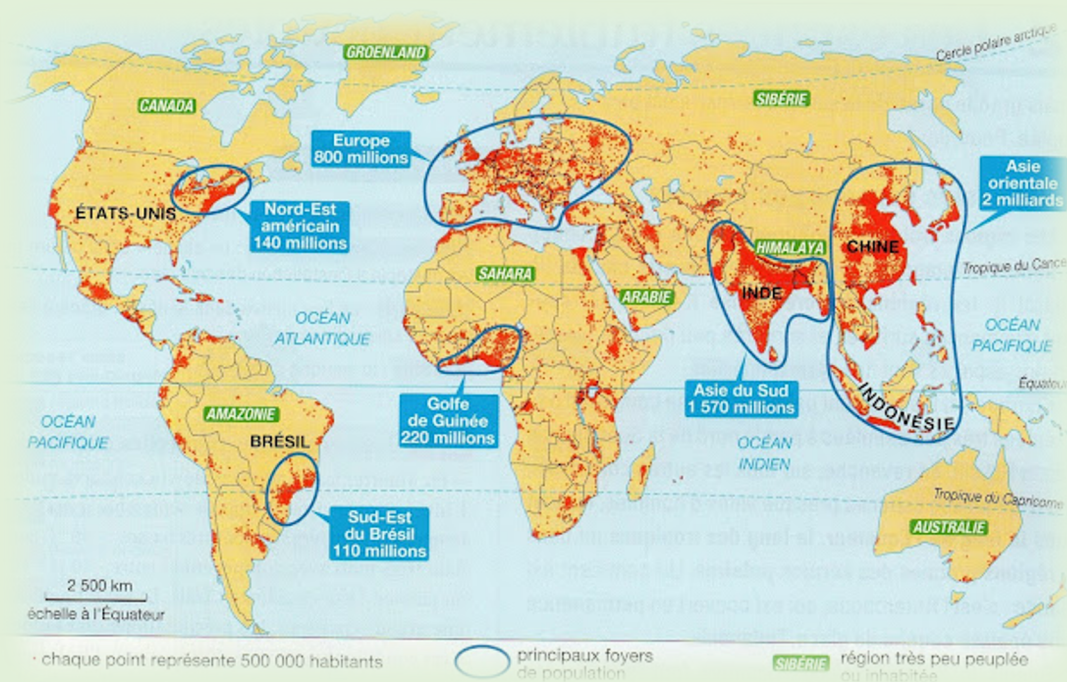 GROENLAND
Cercle polaire arctique
CANADA
SIBÉRIE
Europe
800 millions
Asie
orientale
2 milliards
ÉTATS-UNIS
Nord-Est
américain
140 millions
HIMALAYA
CHINE
SAHARA
Tropique du Cance
ARABIE
INDE
OCÉAN
ATLANTIQUE
OCÉAN
PACIFIQUE
Équateu
Asie du Sud
1 570 millions
Golfe
de Guinée
220 millions
INDONÉSIE
AMAZONIE
OCÉAN
PACIFIQUE
BRÉSIL
OCÉAN
INDIEN
Tropique du Capricorne
Sud-Est
du Brésil
110 millions
AUSTRALIE
2 500 km
échelle à l'Équateur
· chaque point représente 500 000 habitants
principaux foyers
de population
SIBÉRIE
région très peu peuplée
ou inhabitée